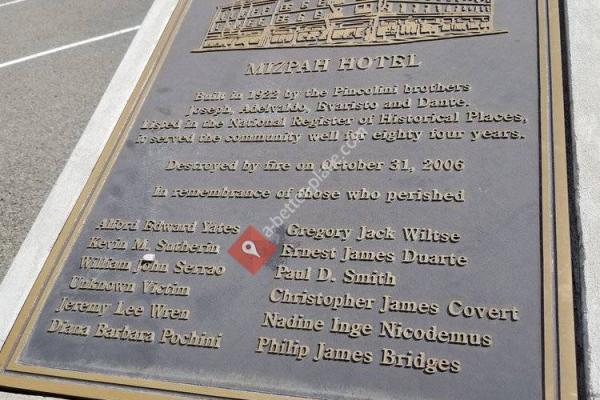 MIZPAH HOTEL
Built in 1922 by the Pincolini brothers
Joseph, Adelvaldo, Evaristo and Dante.
Listed in the National Register of Historical Places,
it served the community well for eighty four years.
Destroyed by fire on October 31, 2006
In remembrance of those who perished
Alford Edward Yates
Kevin M. Sutherin
William John Serrao
Unknown Victim
Jeremy Lee Wren
Diana Barbara Pochini
Gregory Jack Wiltse
Ernest James Duarte
Paul D. Smith
Christopher James Covert
Nadine Inge Nicodemus
Philip James Bridges
a-better-place.com